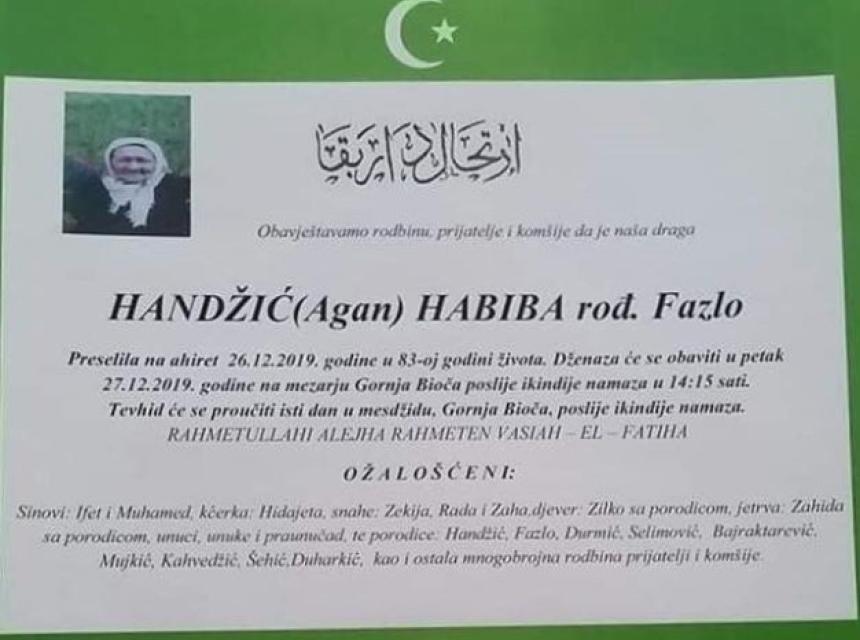 إرتحال دار بقا
Obavještavamo rodbinu, prijatelje i komšije da je naša draga
HANDŽIĆ(Agan) HABIBA rođ. Fazlo
Preselila na ahiret 26.12.2019. godine u 83-oj godini života. Dženaza će se obaviti u petak
27.12.2019. godine na mezarju Gornja Bioča poslije ikindije namaza u 14:15 sati.
Tevhid će se proučiti isti dan u mesdžidu, Gornja Bioča, poslije ikindije namaza.
RAHMETULLAHI ALEJHA RAHMETEN VASIAH – EL – FATIHA
OŽALOŠĆENI:
Sinovi: Ifet i Muhamed, kćerka: Hidajeta, snahe: Zekija, Rada i Zaha,djever: Zilko sa porodicom, jetrva: Zahida
sa porodicom, unuci, unuke i praunučad, te porodice: Handžić, Fazlo, Durmić, Selimović, Bajraktarević,
Mujkić, Kahvedžić, Šehić,Duharkić, kao i ostala mnogobrojna rodbina prijatelji i komšije.